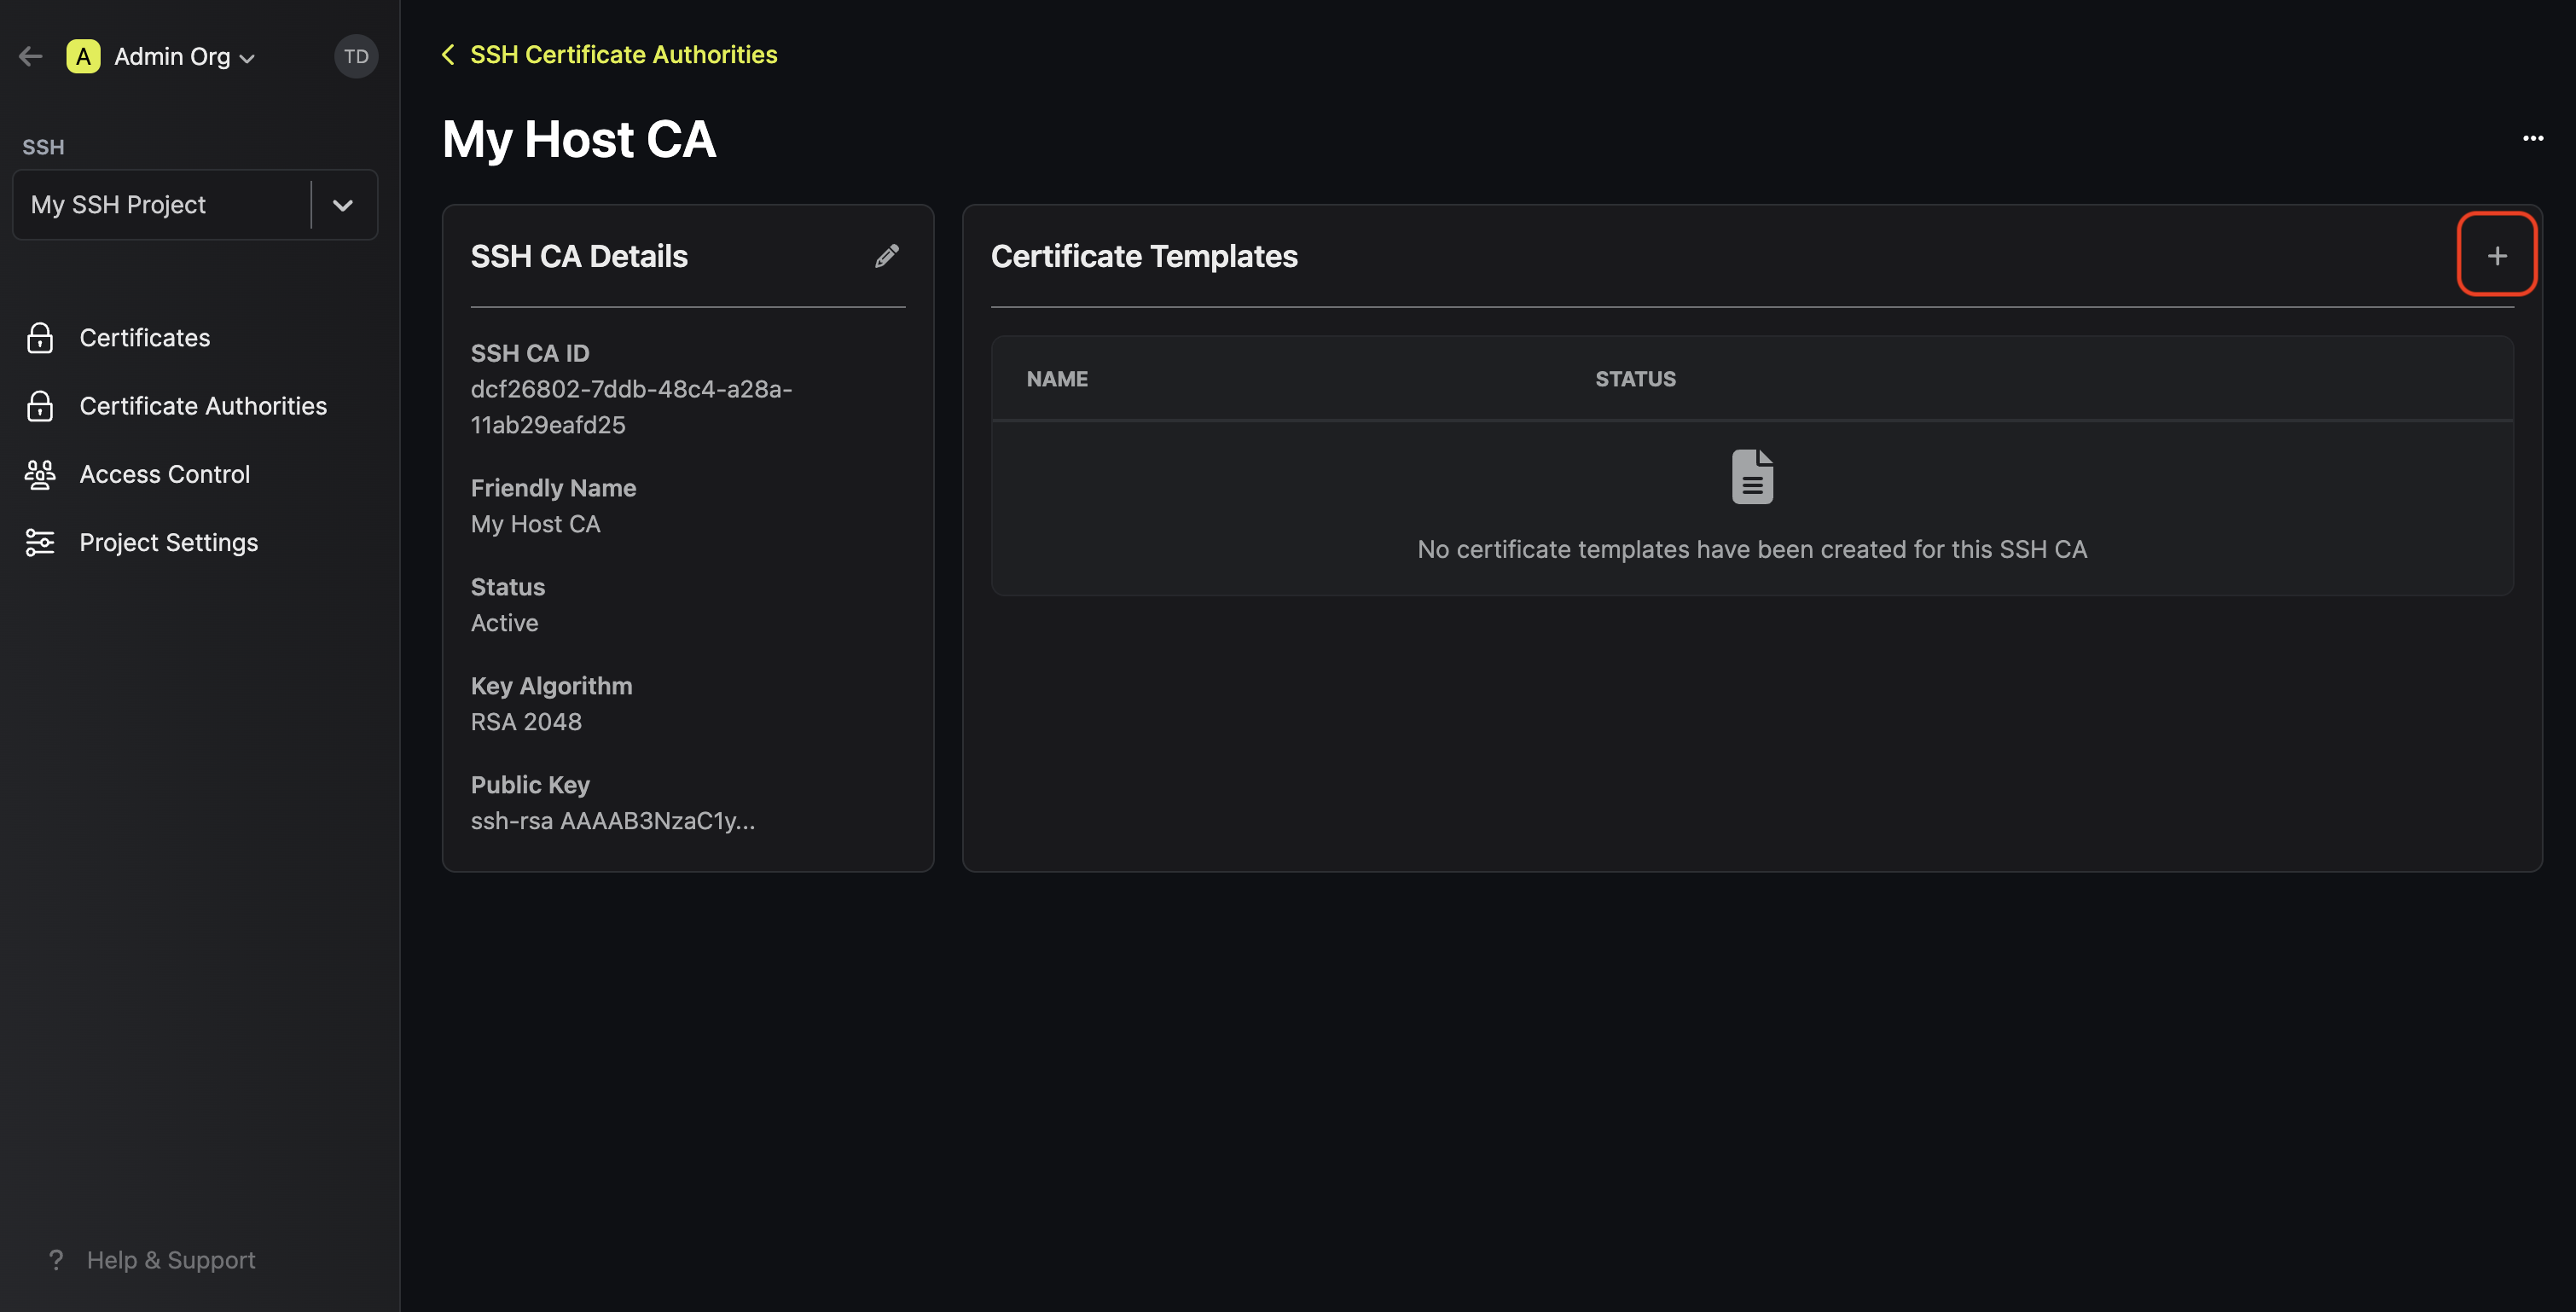 A Admin Org
TD
SSH
My SSH Project
Certificates
Certificate Authorities
Access Control
Project Settings
? Help & Support
SSH Certificate Authorities
My Host CA
...
SSH CA Details
SSH CA ID
dcf26802-7ddb-48c4-a28a-
11ab29eafd25
Friendly Name
My Host CA
Status
Active
Key Algorithm
RSA 2048
Public Key
ssh-rsa AAAAB3NzaC1y...
Certificate Templates
+
NAME STATUS
No certificate templates have been created for this SSH CA